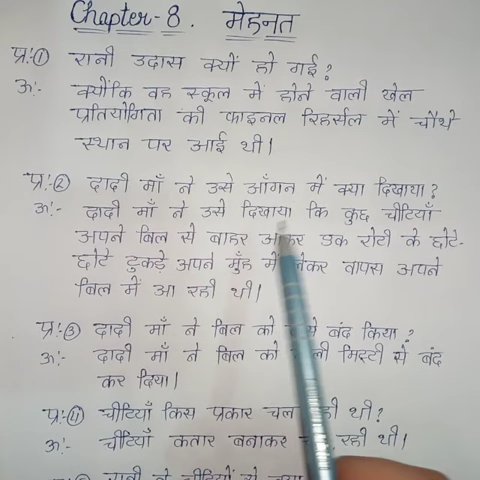 Chapter-8. मेहनत
प्र:① रानी उदास क्यों हो गई?
उ:- क्योंकि वह स्कूल में होने वाली खेल
प्रतियोगिता की फाइनल रिहर्सल में चौथे
स्थान पर आई थी।
प्र:② दादी माँ ने उसे आँगन में क्या दिखाया?
उ:- दादी माँ ने उसे दिखाया कि कुछ चीटियाँ
अपने बिल से बाहर आकर एक रोटी के छोटे-
छोटे टुकड़े अपने मुँह में लेकर वापस अपने
बिल में आ रही थी।
प्र:③ दादी माँ ने बिल को बंद किया?
उ:- दादी माँ ने बिल को मिट्टी से बंद
कर दिया।
प्र:④ चीटियाँ किस प्रकार चल रही थी?
उ:- चीटियाँ कतार बनाकर रही थी।
रानी ने चीटियों से क्या